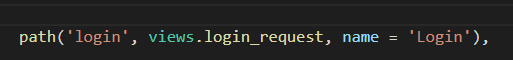 path('login', views.login_request, name = 'Login'),